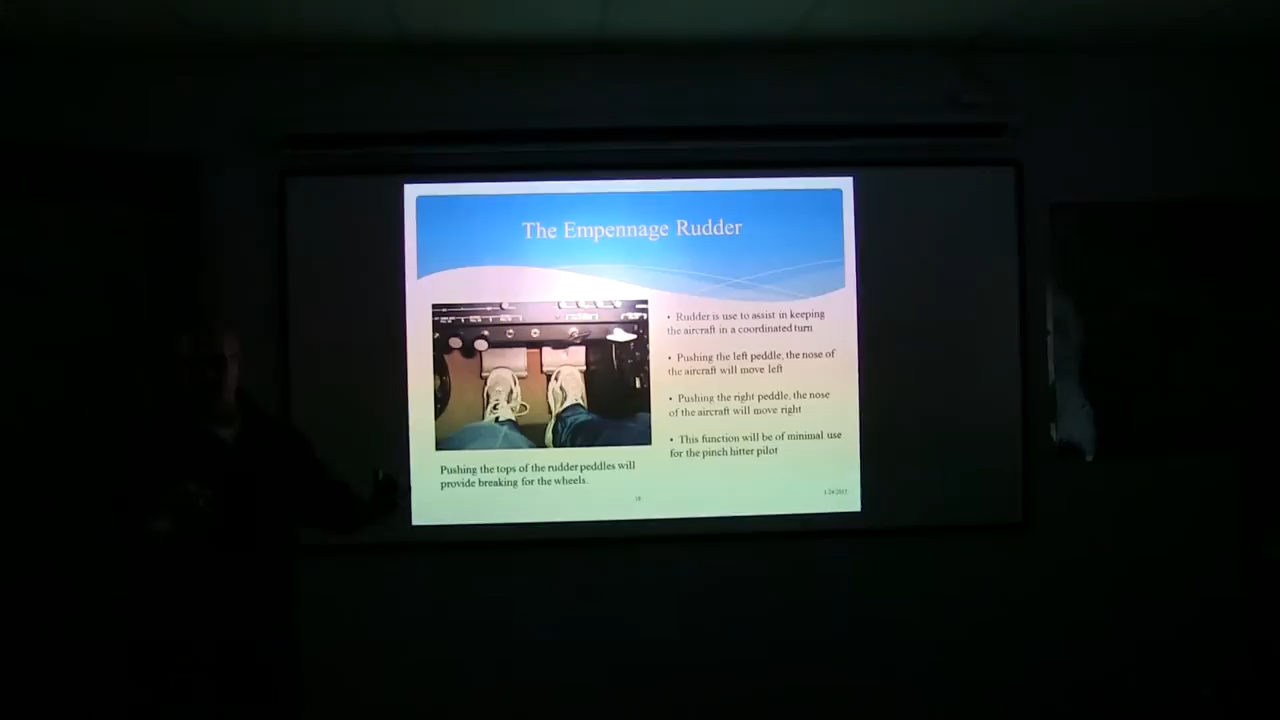 The Empennage Rudder
• Rudder is use to assist in keeping
the aircraft in a coordinated turn
• Pushing the left peddle, the nose of
the aircraft will move left
• Pushing the right peddle, the nose
of the aircraft will move right
• This function will be of minimal use
for the pinch hitter pilot
Pushing the tops of the rudder peddles will
provide breaking for the wheels.
18